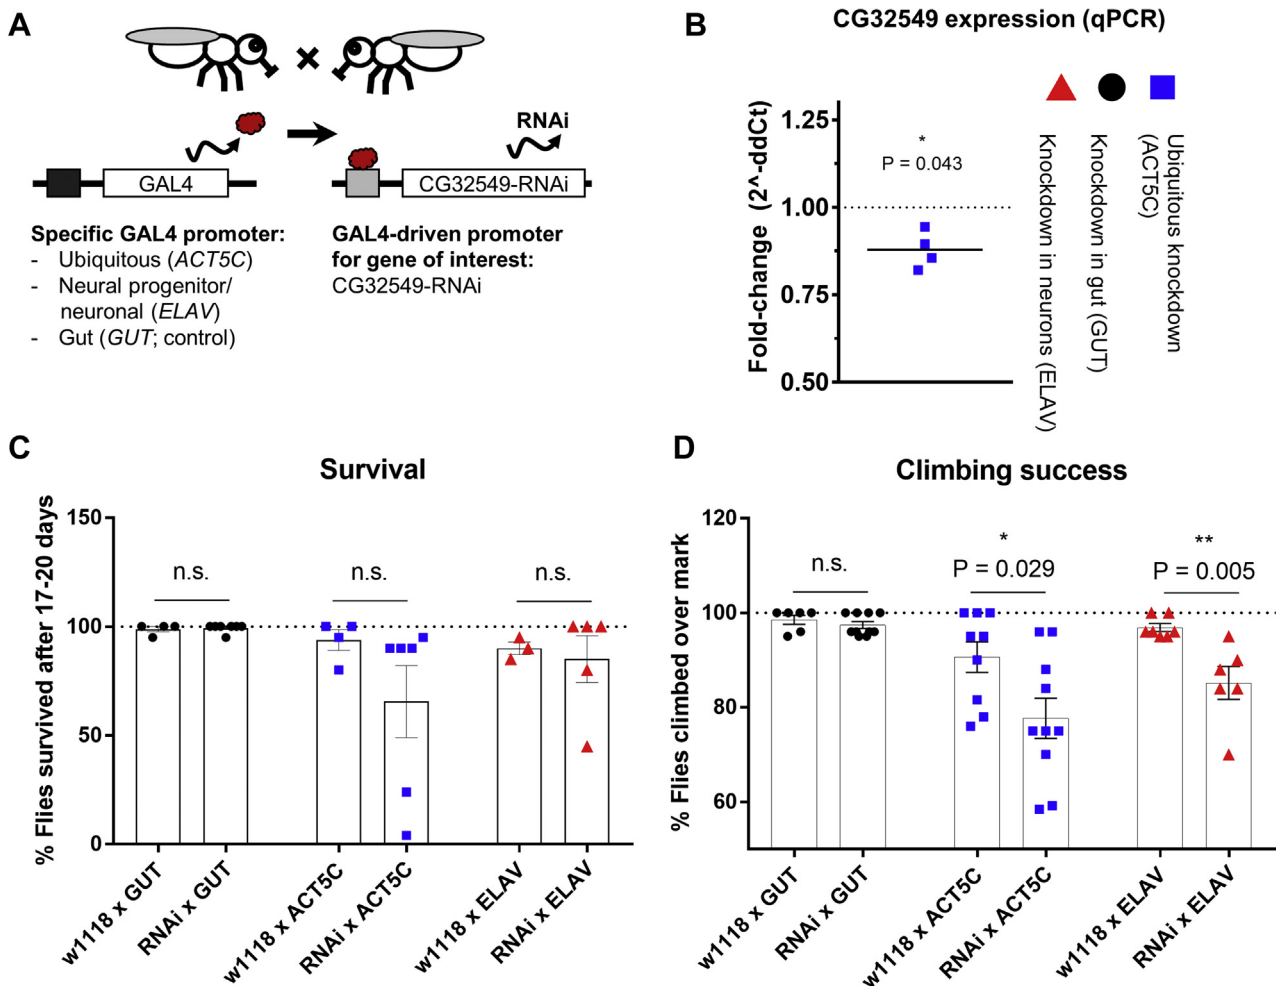 A
RNAi
GAL4
CG32549-RNAi
Specific GAL4 promoter:
- Ubiquitous (ACT5C)
- Neural progenitor/
neuronal (ELAV)
- Gut (GUT; control)
GAL4-driven promoter
for gene of interest:
CG32549-RNAi
B
CG32549 expression (qPCR)
Fold-change (2^-ddCt)
1.25
1.00
0.75
0.50
*
P = 0.043
Knockdown in neurons (ELAV)
Knockdown in gut (GUT)
Ubiquitous knockdown
(ACT5C)
C
Survival
% Flies survived after 17-20 days
150
100
50
0
n.s.
n.s.
n.s.
w1118 x GUT
RNAi x GUT
w1118 x ACT5C
RNAi x ACT5C
w1118 x ELAV
RNAi x ELAV
D
Climbing success
% Flies climbed over mark
120
100
80
60
n.s.
*
P = 0.029
**
P = 0.005
w1118 x GUT
RNAi x GUT
w1118 x ACT5C
RNAi x ACT5C
w1118 x ELAV
RNAi x ELAV